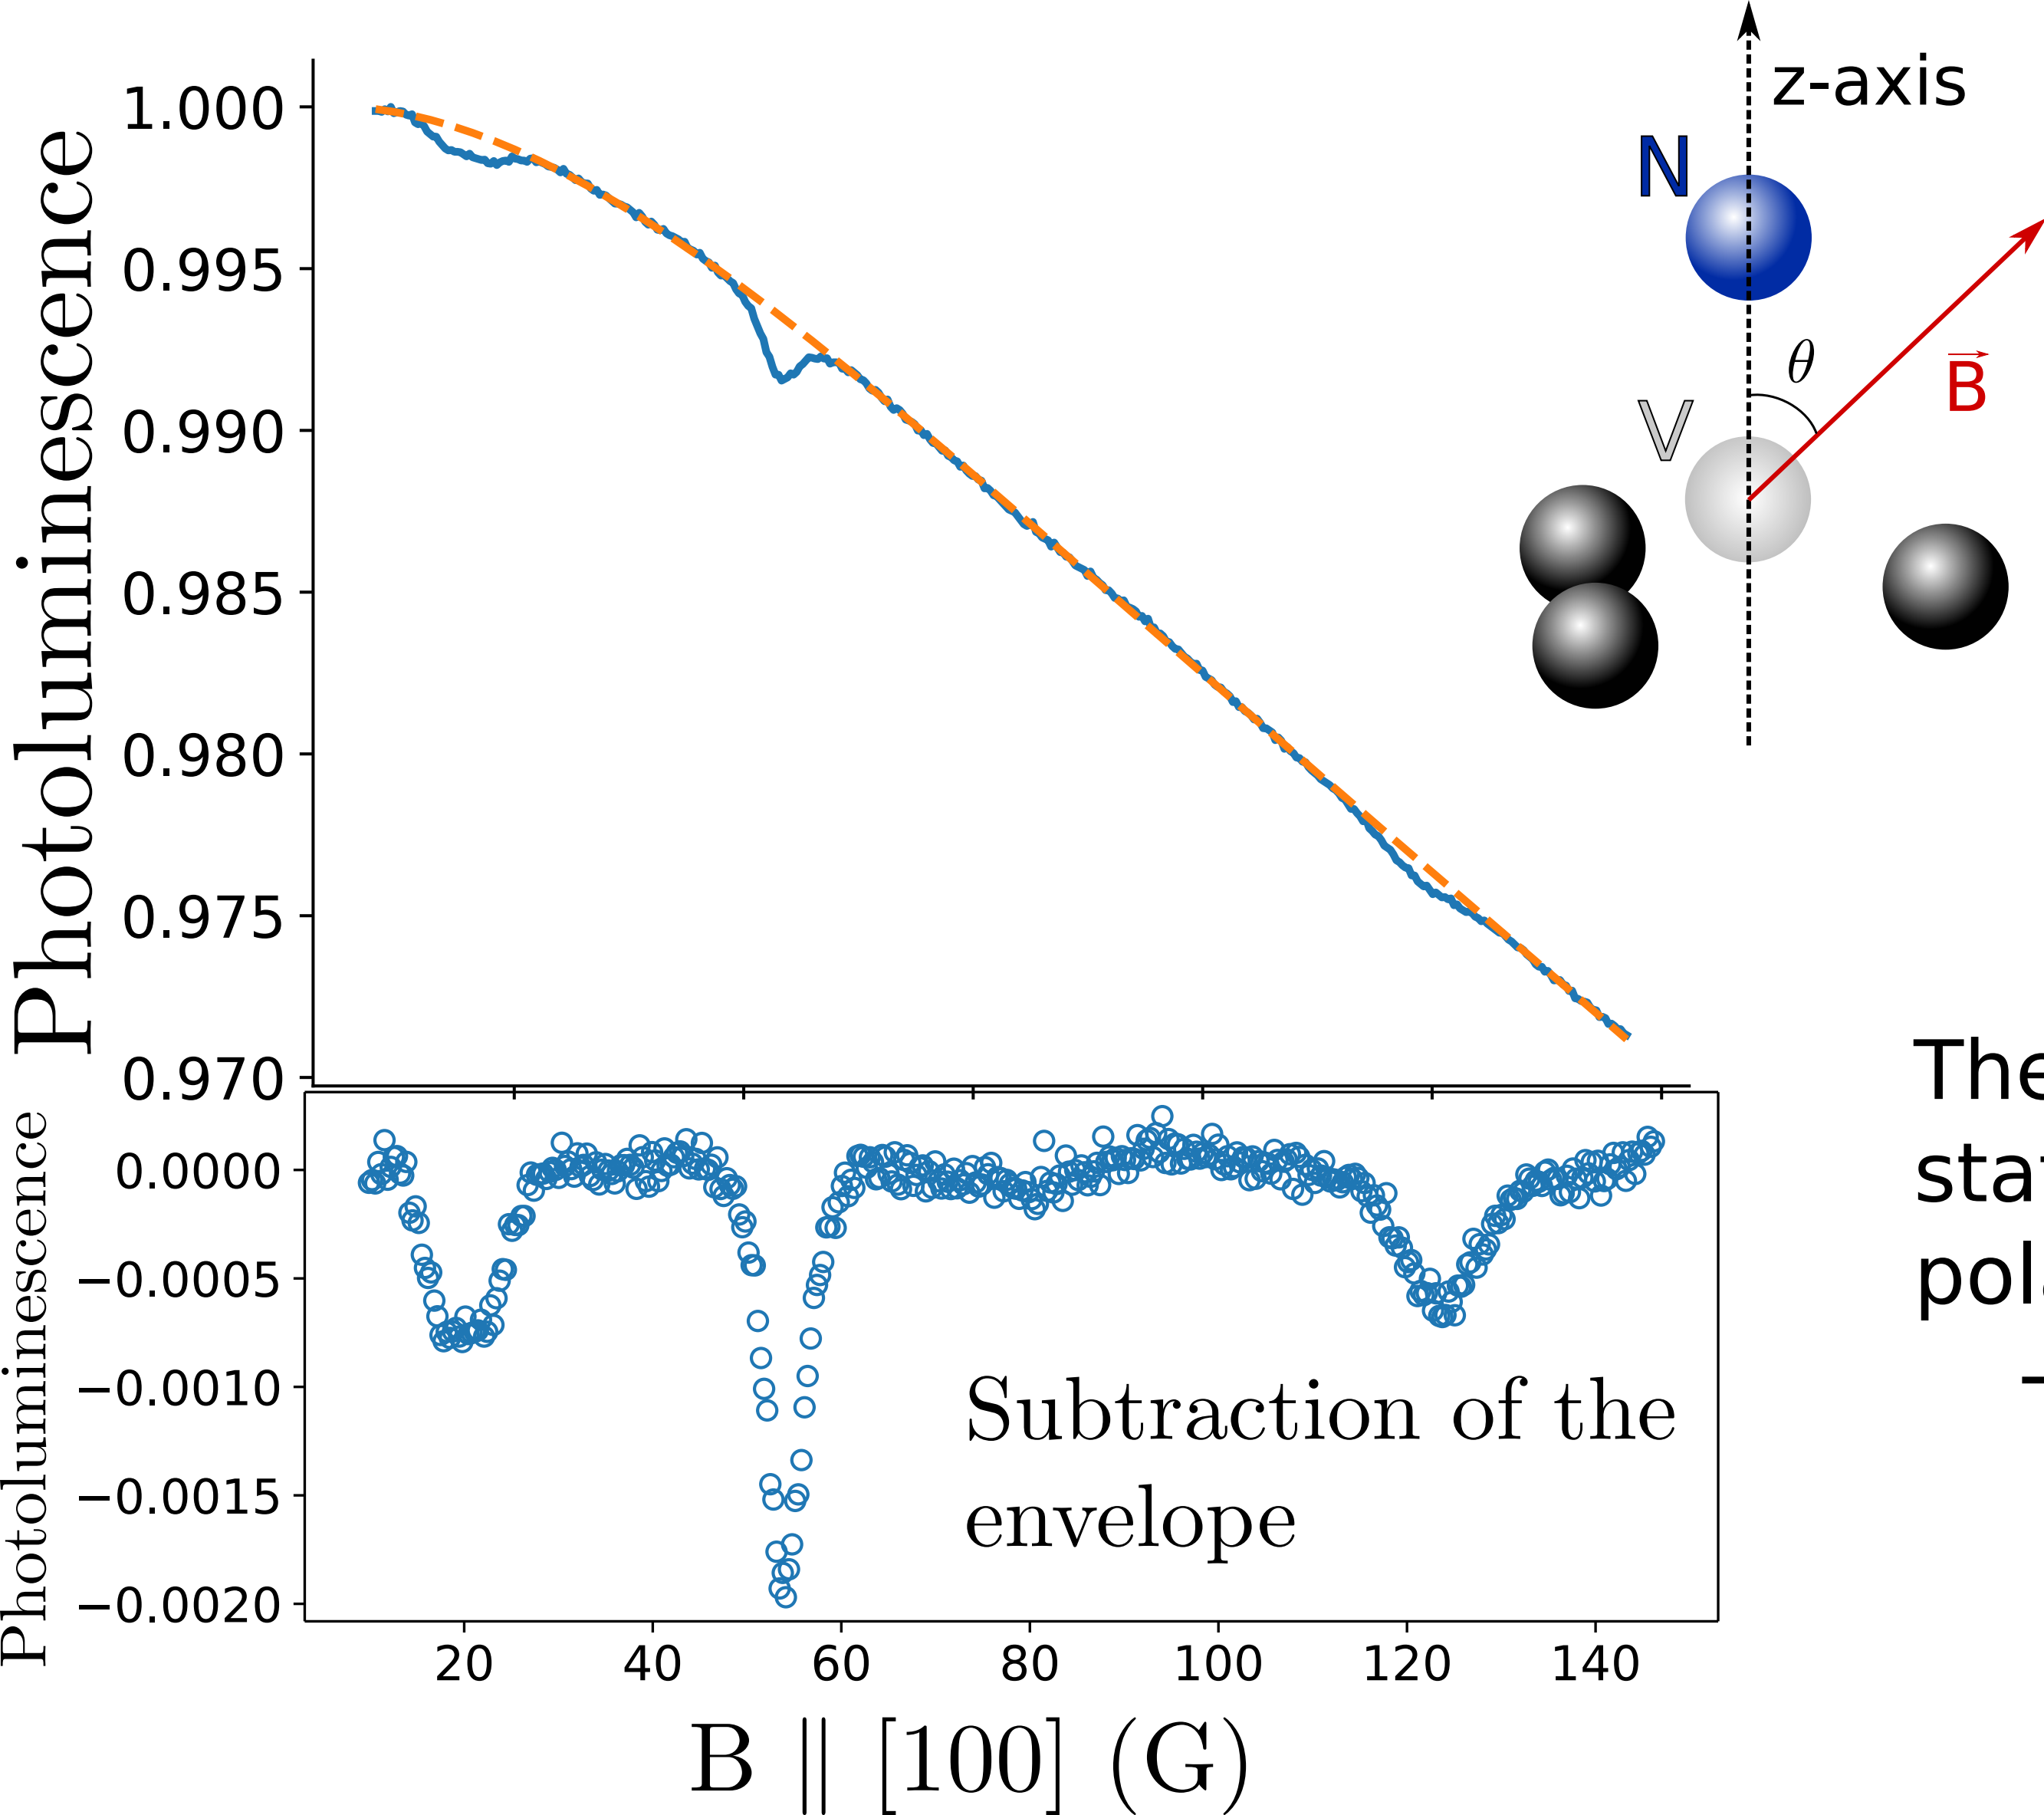 Photoluminescence
1.000
0.995
0.990
0.985
0.980
0.975
0.970
z-axis
N
θ
B
V
Photoluminescence
0.0000
−0.0005
−0.0010
−0.0015
−0.0020
Subtraction of the
envelope
20 40 60 80 100 120 140
B ∥ [100] (G)